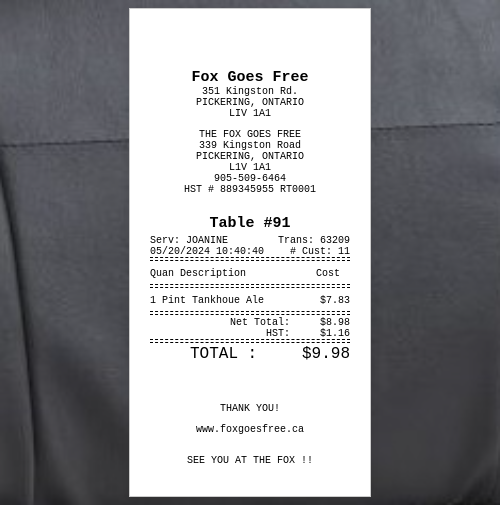 Fox Goes Free
351 Kingston Rd.
PICKERING, ONTARIO
LIV 1A1
THE FOX GOES FREE
339 Kingston Road
PICKERING, ONTARIO
L1V 1A1
905-509-6464
HST # 889345955 RT0001
Table #91
Serv: JOANINE Trans: 63209
05/20/2024 10:40:40 # Cust: 11
Quan Description Cost
1 Pint Tankhoue Ale $7.83
Net Total: $8.98
HST: $1.16
TOTAL : $9.98
THANK YOU!
www.foxgoesfree.ca
SEE YOU AT THE FOX !!